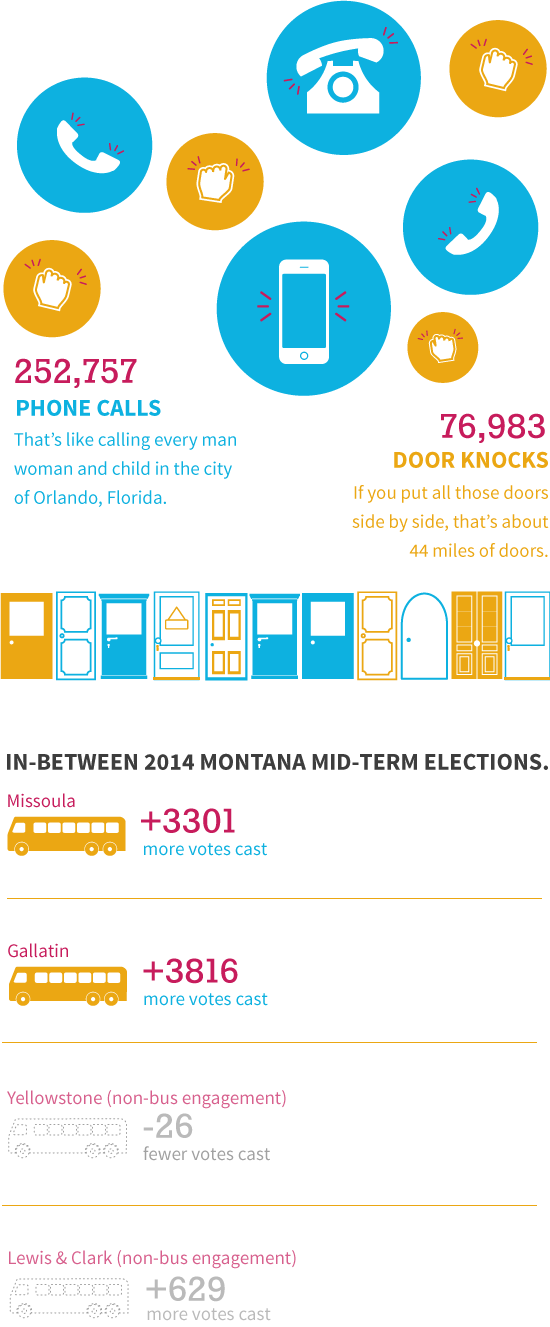 252,757
PHONE CALLS
That's like calling every man
woman and child in the city
of Orlando, Florida.
76,983
DOOR KNOCKS
If you put all those doors
side by side, that's about
44 miles of doors.
IN-BETWEEN 2014 MONTANA MID-TERM ELECTIONS.
Missoula
+3301
more votes cast
Gallatin
+3816
more votes cast
Yellowstone (non-bus engagement)
-26
fewer votes cast
Lewis & Clark (non-bus engagement)
+629
more votes cast